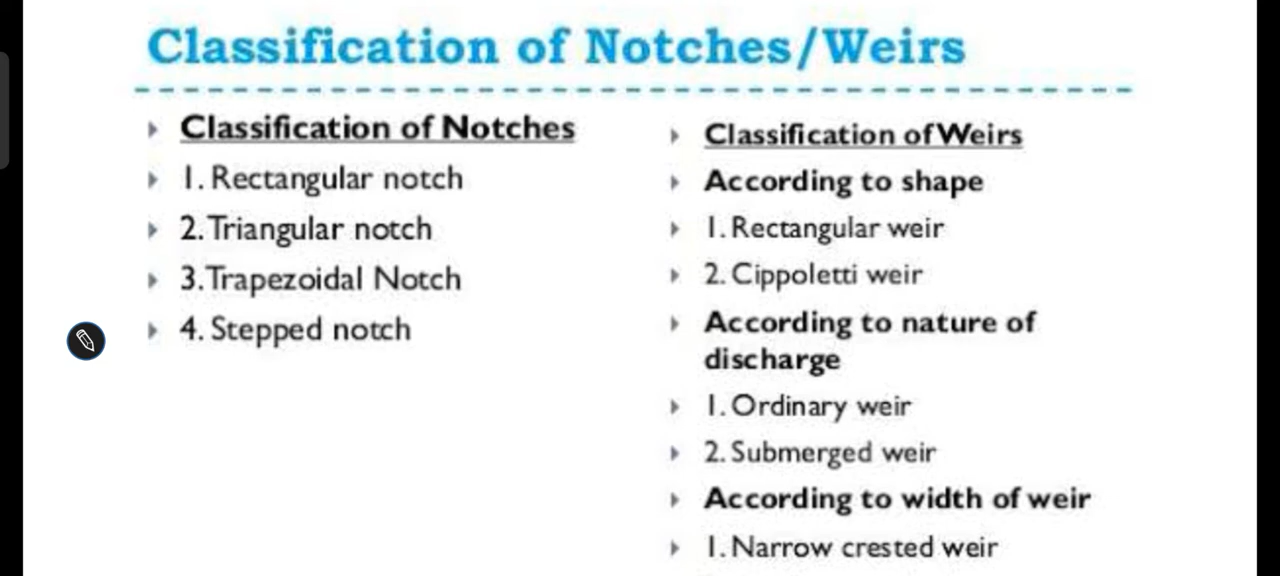 Classification of Notches/Weirs
Classification of Notches
1. Rectangular notch
2. Triangular notch
3. Trapezoidal Notch
4. Stepped notch
Classification of Weirs
According to shape
1. Rectangular weir
2. Cippoletti weir
According to nature of
discharge
1. Ordinary weir
2. Submerged weir
According to width of weir
1. Narrow crested weir